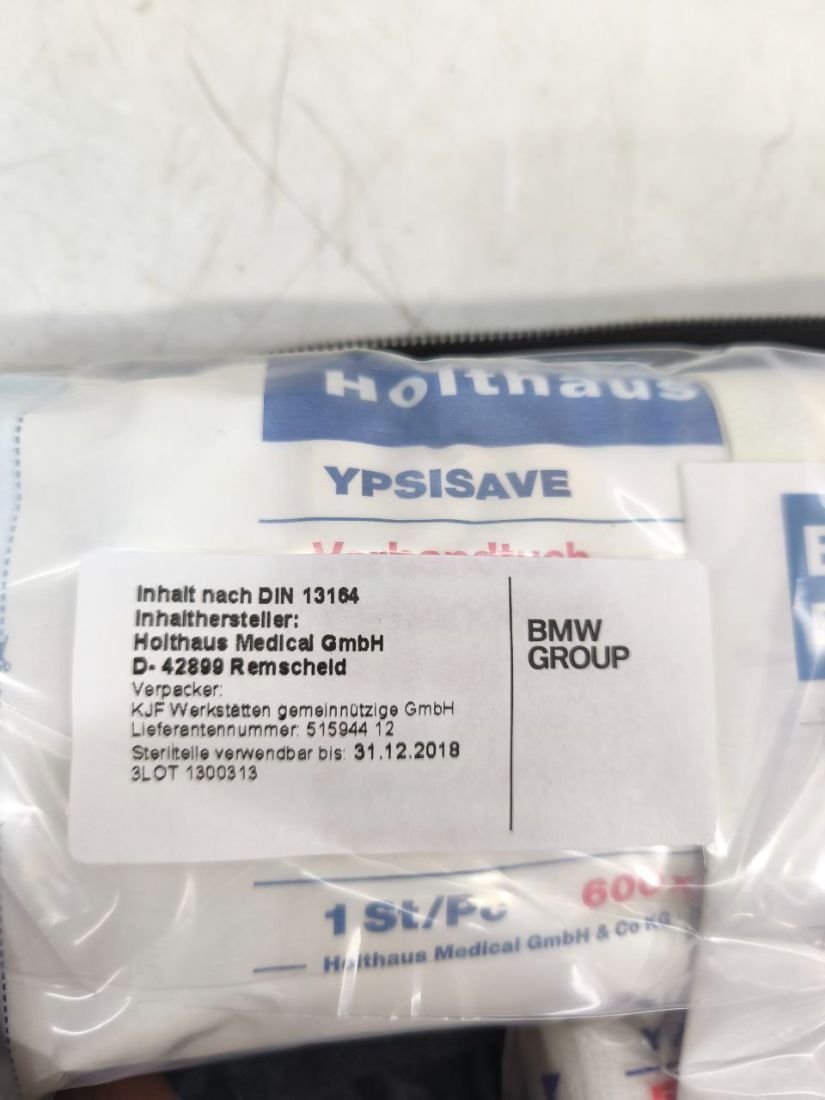 Holthaus
YPSISAVE
Verbandtuch
Inhalt nach DIN 13164
Inhalthersteller:
Holthaus Medical GmbH
D- 42899 Remscheid
Verpacker:
KJF Werkstätten gemeinnützige GmbH
Lieferantennummer: 515944 12
Sterilteile verwendbar bis: 31.12.2018
3LOT 1300313
BMW
GROUP
1 St/Pc
Holthaus Medical GmbH & Co KG